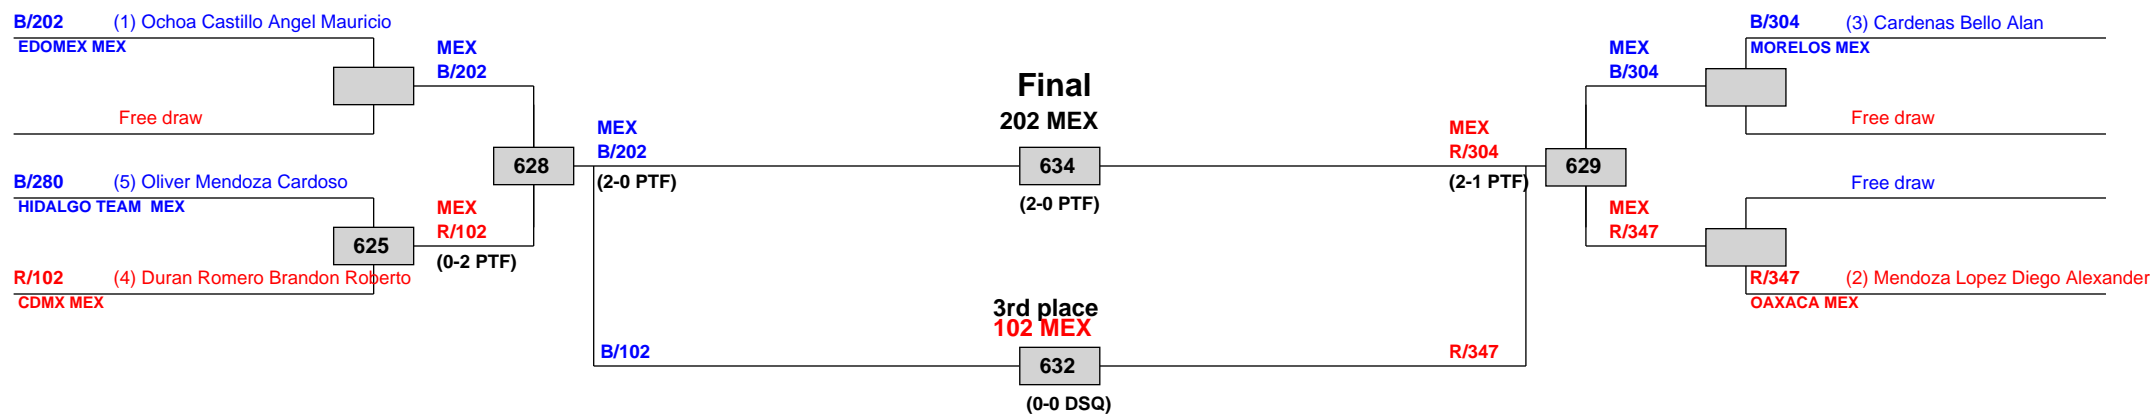 B/202 (1) Ochoa Castillo Angel Mauricio
EDOMEX MEX
Free draw
B/280 (5) Oliver Mendoza Cardoso
HIDALGO TEAM MEX
R/102 (4) Duran Romero Brandon Roberto
CDMX MEX
MEX
B/202
625
MEX
R/102
(0-2 PTF)
628
MEX
B/202
(2-0 PTF)
Final
202 MEX
634
(2-0 PTF)
3rd place
102 MEX
B/102
632
R/347
(0-0 DSQ)
MEX
R/304
(2-1 PTF)
629
MEX
B/304
MEX
R/347
B/304 (3) Cardenas Bello Alan
MORELOS MEX
Free draw
Free draw
R/347 (2) Mendoza Lopez Diego Alexander
OAXACA MEX